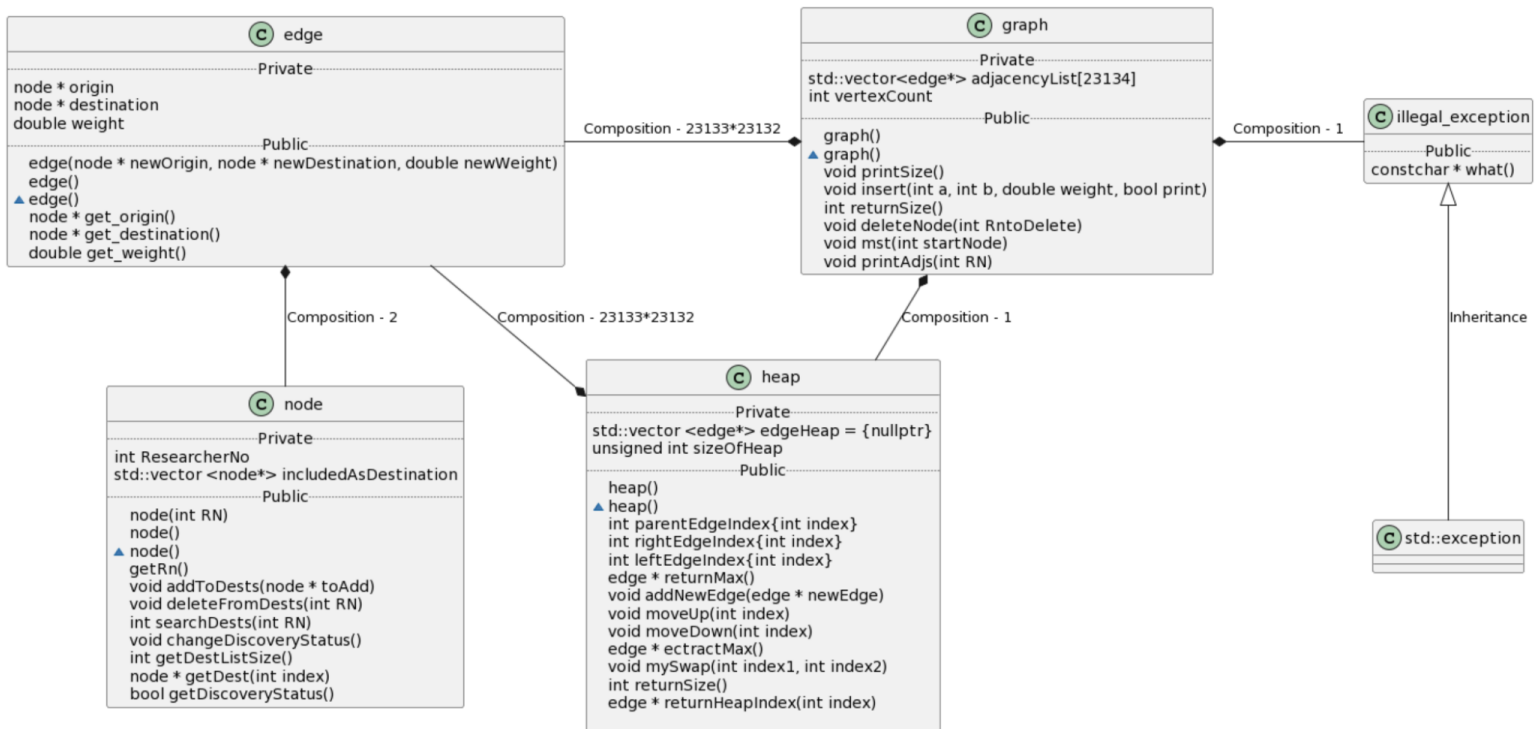 C edge
Private
node * origin
node * destination
double weight
Public
edge(node * newOrigin, node * newDestination, double newWeight)
edge()
edge()
node * get_origin()
node * get_destination()
double get_weight()
Composition - 23133*23132
C graph
Private
std::vector<edge*> adjacencyList[23134]
int vertexCount
Public
graph()
graph()
void printSize()
void insert(int a, int b, double weight, bool print)
int returnSize()
void deleteNode(int RntoDelete)
void mst(int startNode)
void printAdjs(int RN)
Composition - 1
C illegal_exception
Public
constchar * what()
Composition - 2
Composition - 23133*23132
Composition - 1
Inheritance
C node
Private
int ResearcherNo
std::vector <node*> includedAsDestination
Public
node(int RN)
node()
node()
getRn()
void addToDests(node * toAdd)
void deleteFromDests(int RN)
int searchDests(int RN)
void changeDiscoveryStatus()
int getDestListSize()
node * getDest(int index)
bool getDiscoveryStatus()
C heap
Private
std::vector <edge*> edgeHeap = {nullptr}
unsigned int sizeOfHeap
Public
heap()
heap()
int parentEdgeIndex{int index}
int rightEdgeIndex{int index}
int leftEdgeIndex{int index}
edge * returnMax()
void addNewEdge(edge * newEdge)
void moveUp(int index)
void moveDown(int index)
edge * ectractMax()
void mySwap(int index1, int index2)
int returnSize()
edge * returnHeapIndex(int index)
C std::exception